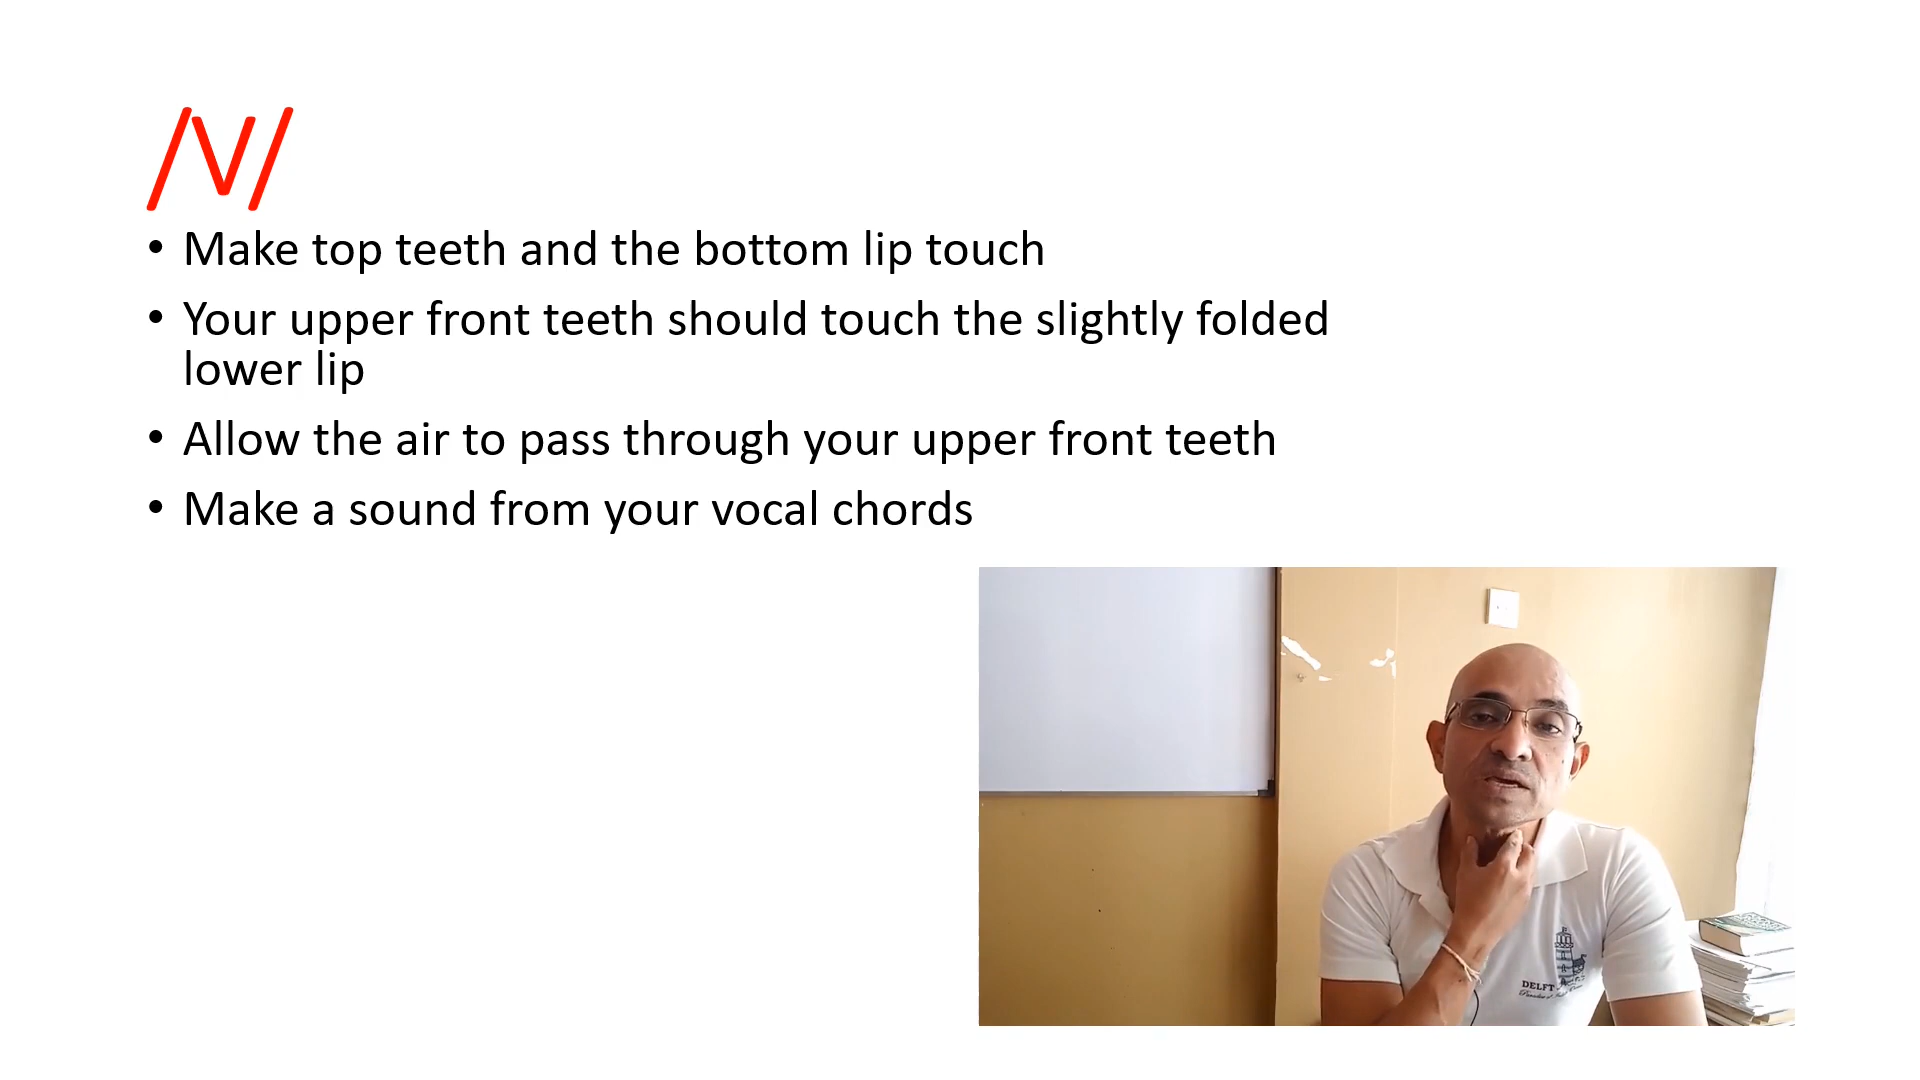 /v/
• Make top teeth and the bottom lip touch
• Your upper front teeth should touch the slightly folded
lower lip
• Allow the air to pass through your upper front teeth
• Make a sound from your vocal chords
DELFT